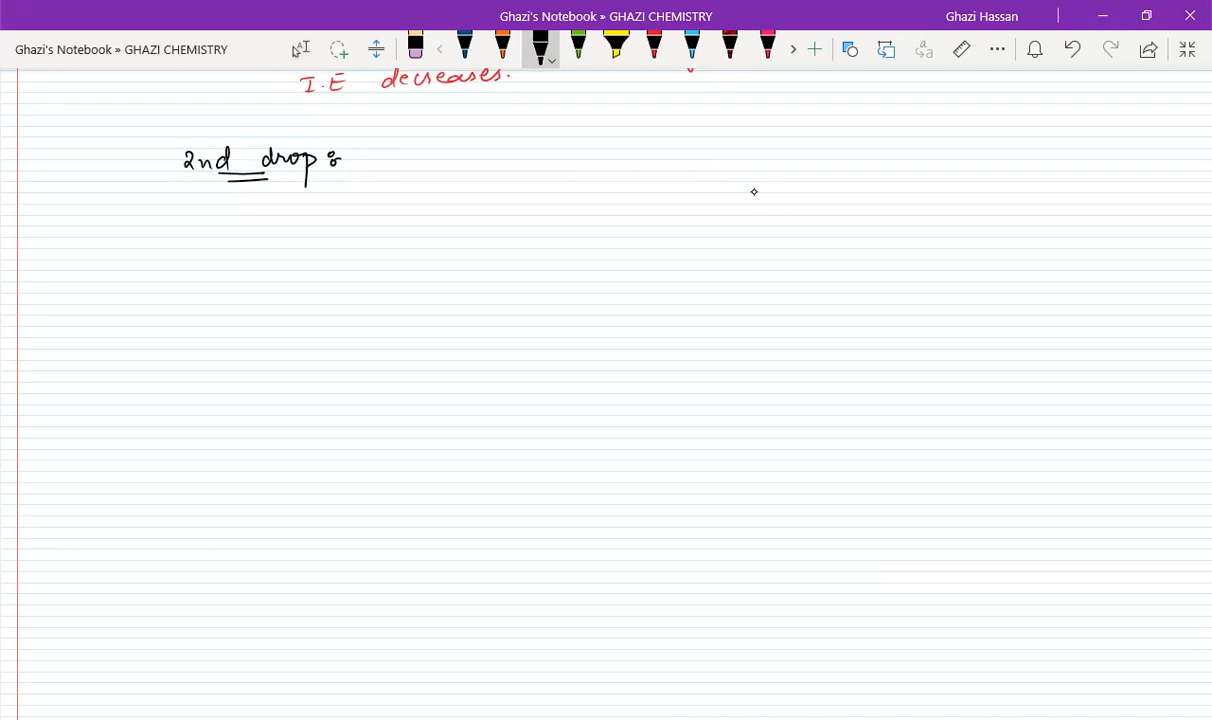 Ghazi's Notebook » GHAZI CHEMISTRY
Ghazi Hassan
Ghazi's Notebook » GHAZI CHEMISTRY
I.E decreases.
2nd drop :